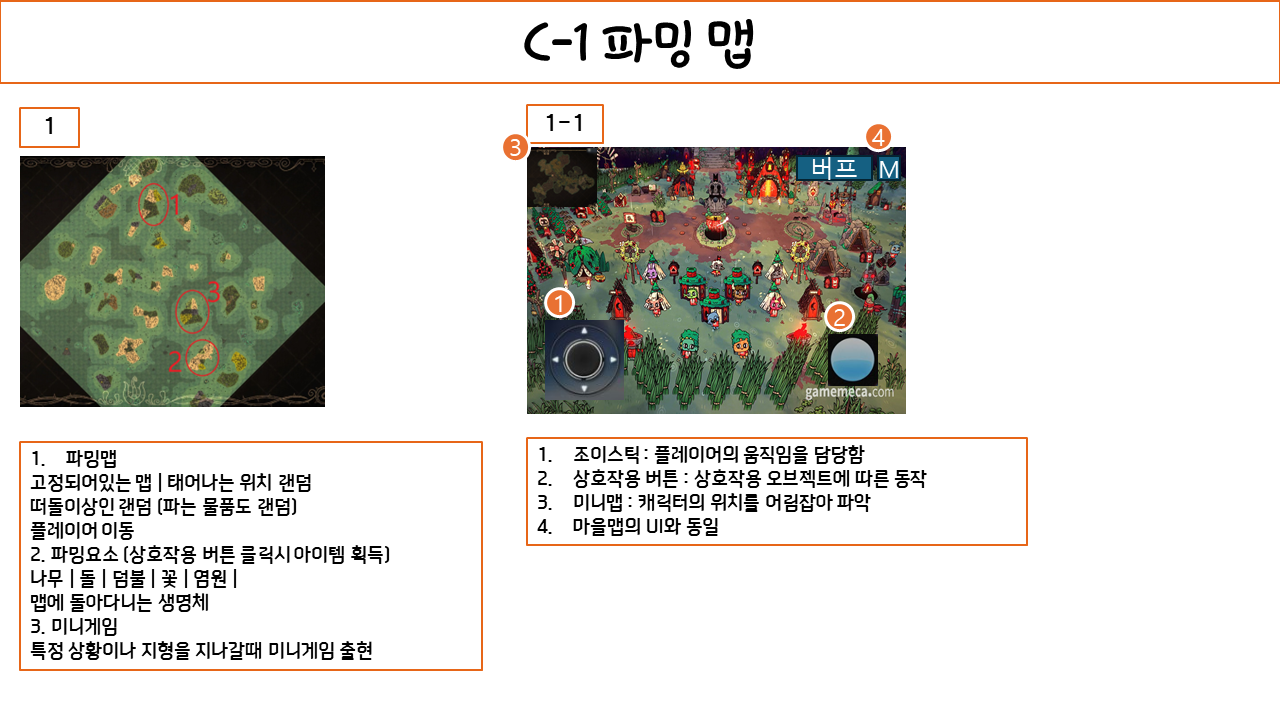 C-1 파밍 맵
1
1-1
1
3
2
3
4
버프 M
1
2
gamemeca.com
1. 파밍맵
고정되어있는 맵 | 태어나는 위치 랜덤
떠돌이상인 랜덤 (파는 물품도 랜덤)
플레이어 이동
2. 파밍요소 (상호작용 버튼 클릭시 아이템 획득)
나무 | 돌 | 덤불 | 꽃 | 염원 |
맵에 돌아다니는 생명체
3. 미니게임
특정 상황이나 지형을 지나갈때 미니게임 출현
1. 조이스틱 : 플레이어의 움직임을 담당함
2. 상호작용 버튼 : 상호작용 오브젝트에 따른 동작
3. 미니맵 : 캐릭터의 위치를 어림잡아 파악
4. 마을맵의 UI와 동일